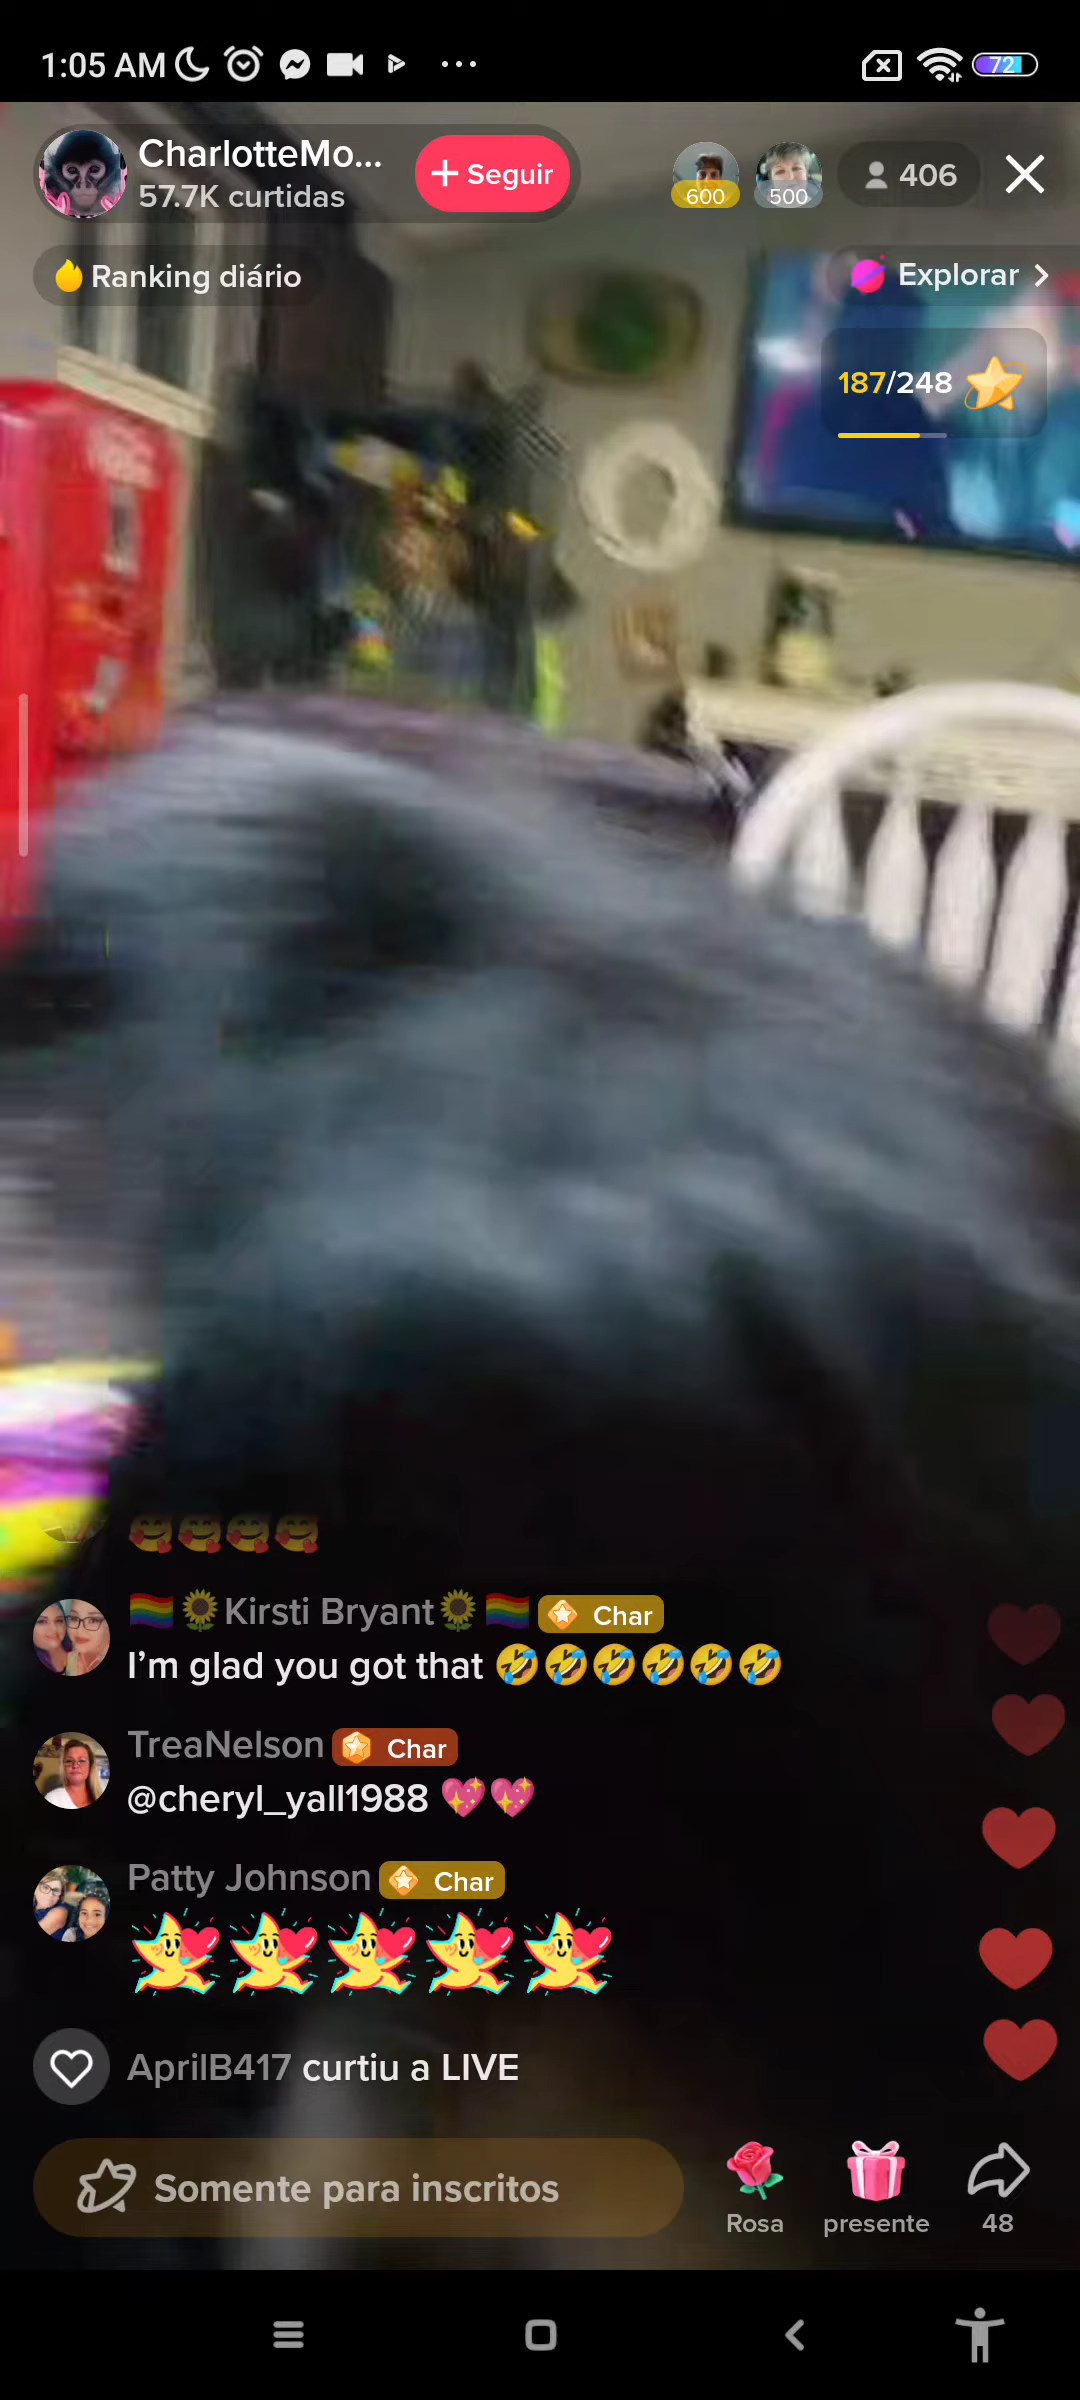 1:05 AM
72
CharlotteMo...
57.7K curtidas
+ Seguir
600
500
406
Ranking diário
Explorar
187/248
🥰🥰🥰🥰
🏳️‍🌈🌻Kirsti Bryant🌻🏳️‍🌈 Char
I'm glad you got that 🤣🤣🤣🤣🤣🤣
TreaNelson Char
@cheryl_yall1988 💖💖
Patty Johnson Char
AprilB417 curtiu a LIVE
Somente para inscritos
Rosa
presente
48